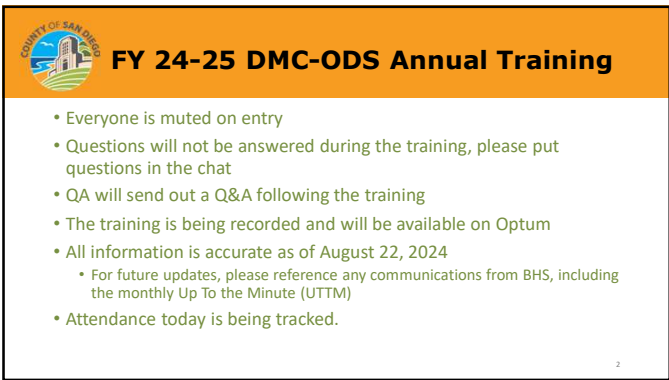 COUNTY OF SAN DIEGO
FY 24-25 DMC-ODS Annual Training
• Everyone is muted on entry
• Questions will not be answered during the training, please put
questions in the chat
• QA will send out a Q&A following the training
• The training is being recorded and will be available on Optum
• All information is accurate as of August 22, 2024
• For future updates, please reference any communications from BHS, including
the monthly Up To the Minute (UTTM)
• Attendance today is being tracked.
2